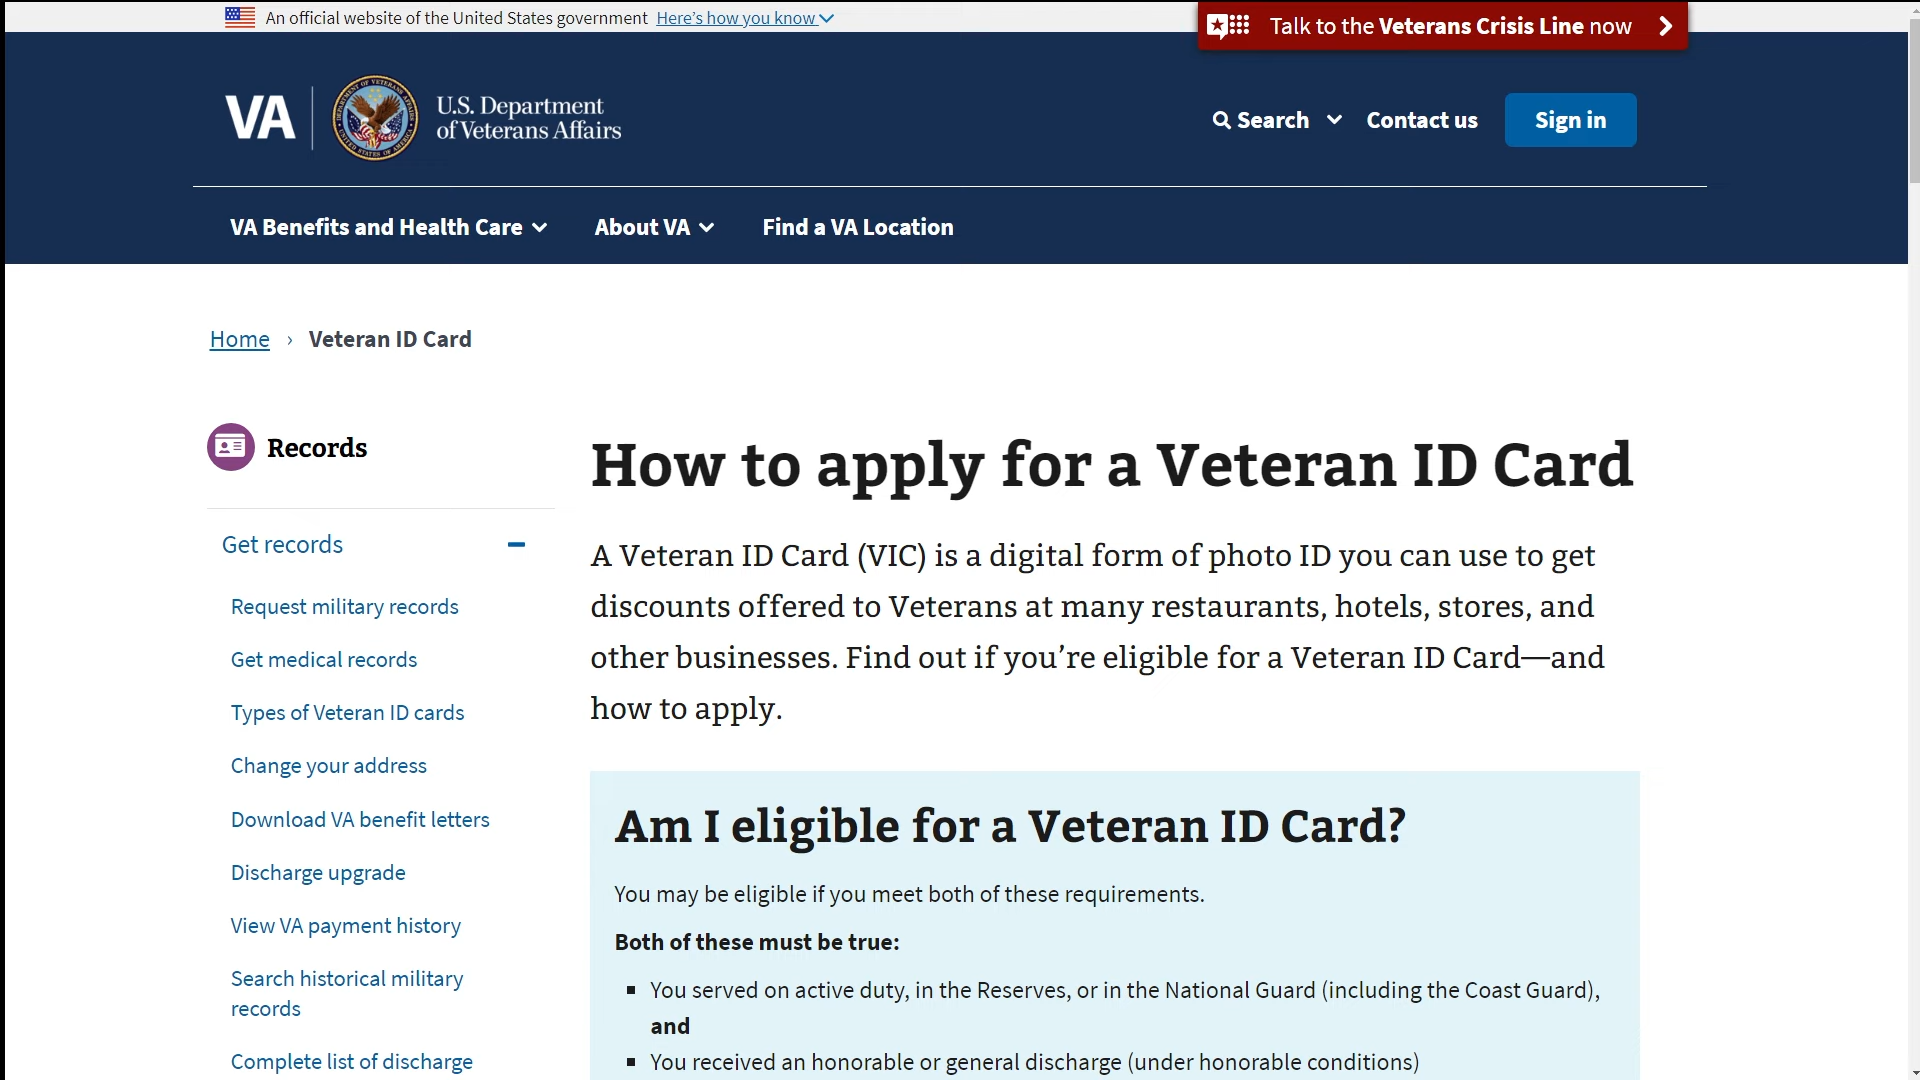 An official website of the United States government Here's how you know
Talk to the Veterans Crisis Line now
VA
U.S. Department
of Veterans Affairs
Search
Contact us
Sign in
VA Benefits and Health Care
About VA
Find a VA Location
Home › Veteran ID Card
Records
Get records
Request military records
Get medical records
Types of Veteran ID cards
Change your address
Download VA benefit letters
Discharge upgrade
View VA payment history
Search historical military
records
Complete list of discharge
How to apply for a Veteran ID Card
A Veteran ID Card (VIC) is a digital form of photo ID you can use to get
discounts offered to Veterans at many restaurants, hotels, stores, and
other businesses. Find out if you’re eligible for a Veteran ID Card—and
how to apply.
Am I eligible for a Veteran ID Card?
You may be eligible if you meet both of these requirements.
Both of these must be true:
▪ You served on active duty, in the Reserves, or in the National Guard (including the Coast Guard),
and
▪ You received an honorable or general discharge (under honorable conditions)